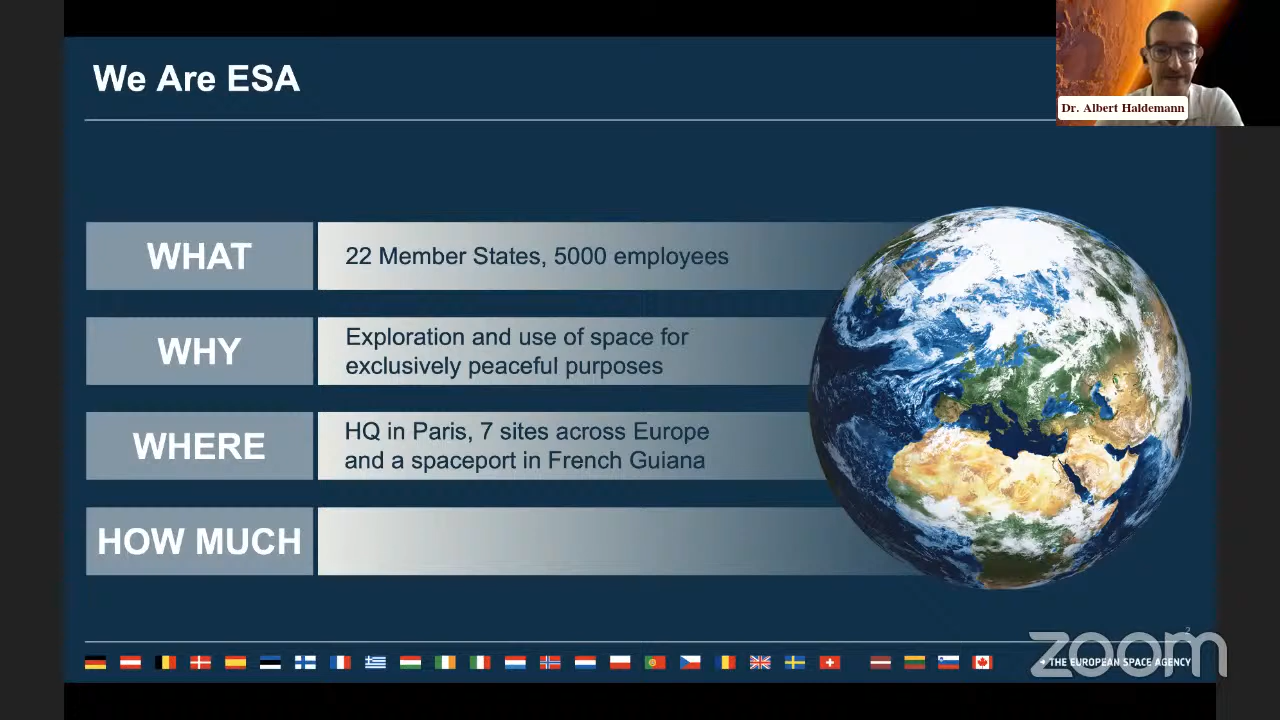 We Are ESA
Dr. Albert Haldemann
WHAT
22 Member States, 5000 employees
WHY
Exploration and use of space for
exclusively peaceful purposes
WHERE
HQ in Paris, 7 sites across Europe
and a spaceport in French Guiana
HOW MUCH
zoom
THE EUROPEAN SPACE AGENCY